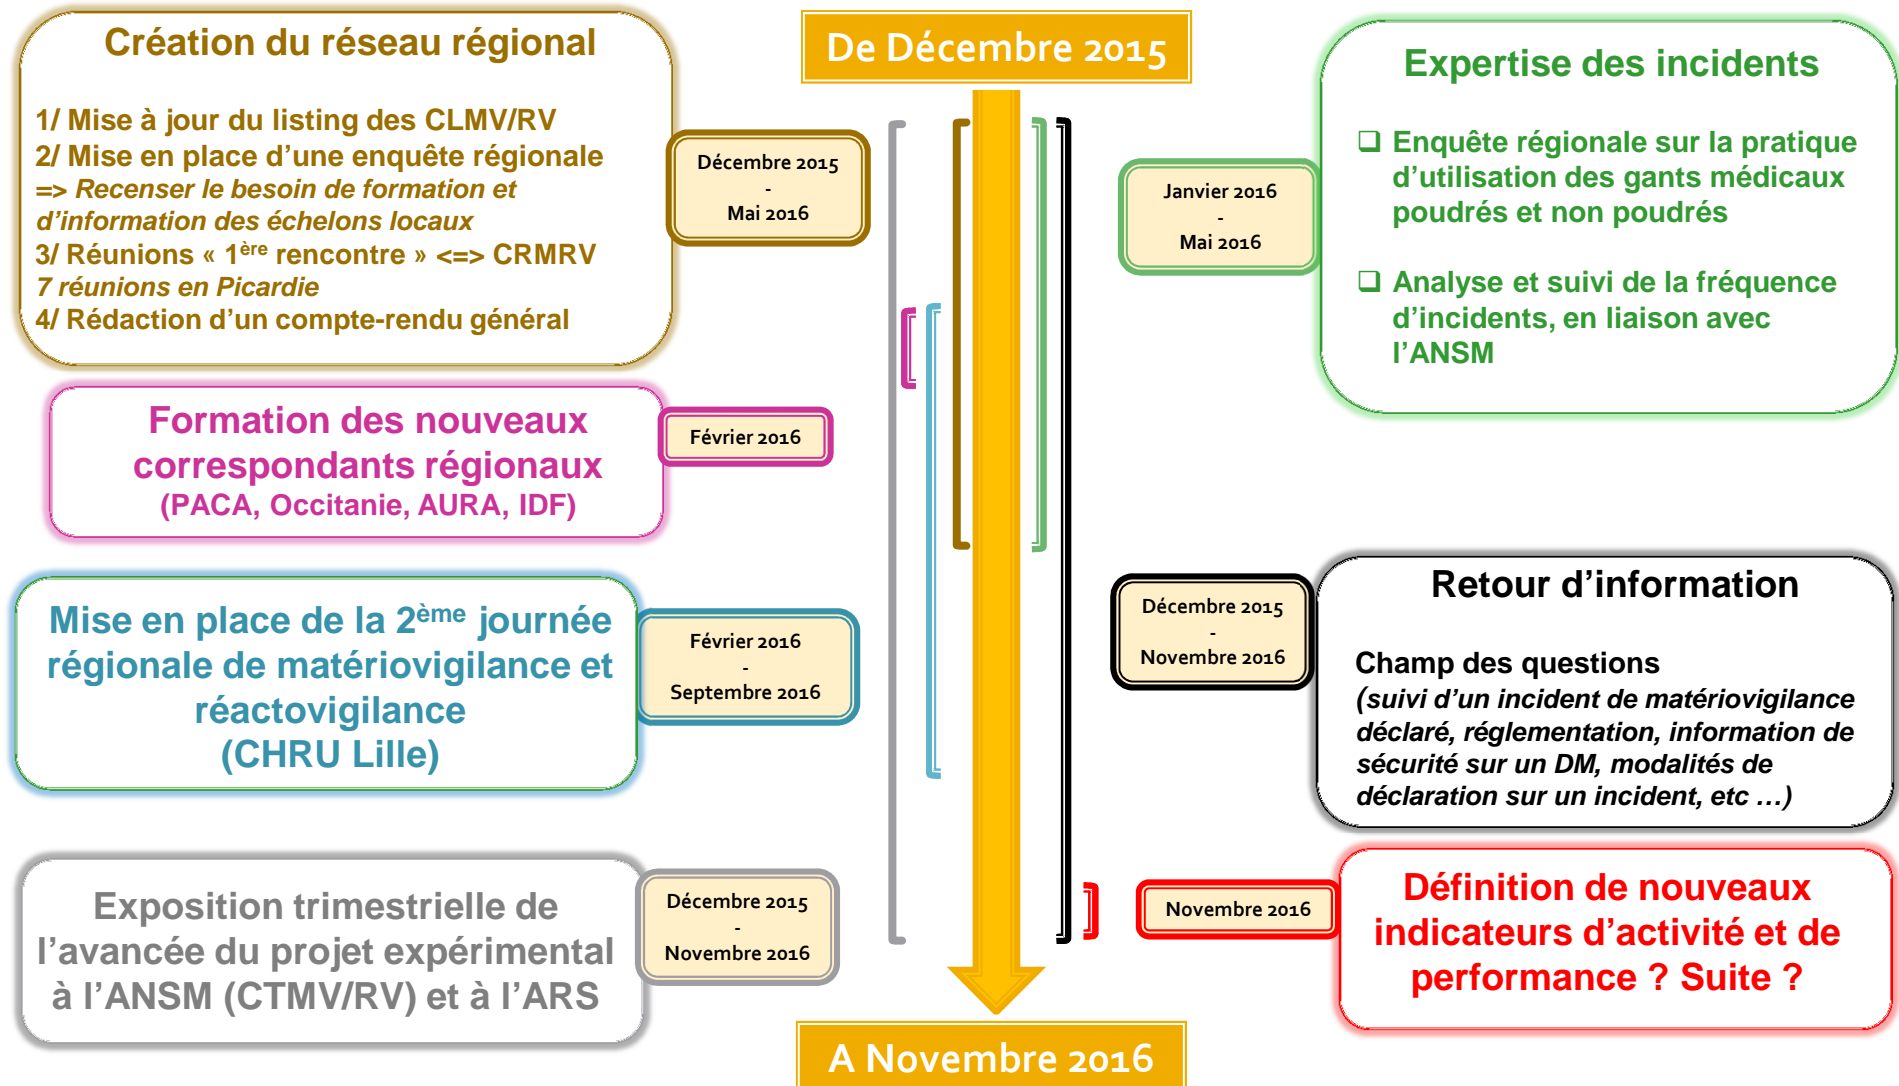 De Décembre 2015
Création du réseau régional
1/ Mise à jour du listing des CLMV/RV
2/ Mise en place d’une enquête régionale
=> Recenser le besoin de formation et
d’information des échelons locaux
3/ Réunions « 1ère rencontre » <=> CRMRV
7 réunions en Picardie
4/ Rédaction d’un compte-rendu général
Décembre 2015
-
Mai 2016
Formation des nouveaux
correspondants régionaux
(PACA, Occitanie, AURA, IDF)
Février 2016
Mise en place de la 2ème journée
régionale de matériovigilance et
réactovigilance
(CHRU Lille)
Février 2016
-
Septembre 2016
Exposition trimestrielle de
l’avancée du projet expérimental
à l’ANSM (CTMV/RV) et à l’ARS
Décembre 2015
-
Novembre 2016
Janvier 2016
-
Mai 2016
Expertise des incidents
❑ Enquête régionale sur la pratique
d’utilisation des gants médicaux
poudrés et non poudrés
❑ Analyse et suivi de la fréquence
d’incidents, en liaison avec
l’ANSM
Décembre 2015
-
Novembre 2016
Retour d’information
Champ des questions
(suivi d’un incident de matériovigilance
déclaré, réglementation, information de
sécurité sur un DM, modalités de
déclaration sur un incident, etc …)
Novembre 2016
Définition de nouveaux
indicateurs d’activité et de
performance ? Suite ?
A Novembre 2016